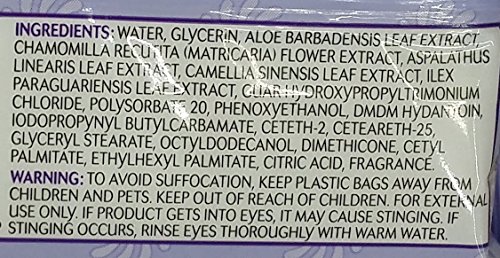 INGREDIENTS: WATER, GLYCERIN, ALOE BARBADENSIS LEAF EXTRACT,
CHAMOMILLA RECUTITA (MATRICARIA) FLOWER EXTRACT, ASPALATHUS
LINEARIS LEAF EXTRACT, CAMELLIA SINENSIS LEAF EXTRACT, ILEX
PARAGUARIENSIS LEAF EXTRACT, GUAR HYDROXYPROPYLTRIMONIUM
CHLORIDE, POLYSORBATE 20, PHENOXYETHANOL, DMDM HYDANTOIN,
IODOPROPYNYL BUTYLCARBAMATE, CETETH-2, CETEARETH-25,
GLYCERYL STEARATE, OCTYLDODECANOL, DIMETHICONE, CETYL
PALMITATE, ETHYLHEXYL PALMITATE, CITRIC ACID, FRAGRANCE.
WARNING: TO AVOID SUFFOCATION, KEEP PLASTIC BAGS AWAY FROM
CHILDREN AND PETS. KEEP OUT OF REACH OF CHILDREN. FOR EXTERNAL
USE ONLY. IF PRODUCT GETS INTO EYES, IT MAY CAUSE STINGING. IF
STINGING OCCURS, RINSE EYES THOROUGHLY WITH WARM WATER.